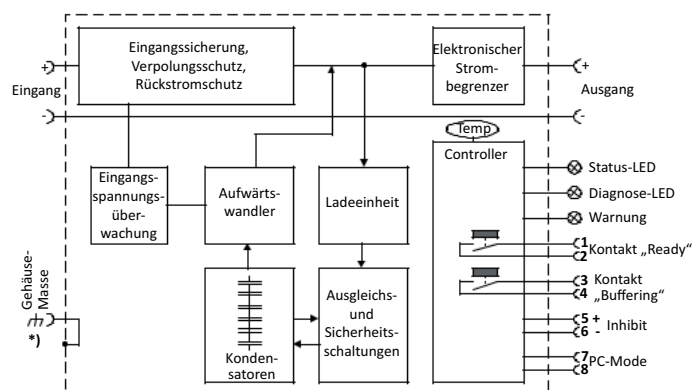 Eingangssicherung,
Verpolungsschutz,
Rückstromschutz
Elektronischer
Strom-
begrenzer
+
Eingang
-
+
Ausgang
-
Temp
Controller
Eingangs-
spannungs-
über-
wachung
Aufwärts-
wandler
Ladeeinheit
Status-LED
Diagnose-LED
Warnung
1
2
Kontakt „Ready“
3
4
Kontakt
„Buffering“
5 +
6 -
Inhibit
7
8
PC-Mode
Gehäuse-
Masse
*)
Konden-
satoren
Ausgleichs-
und
Sicherheits-
schaltungen